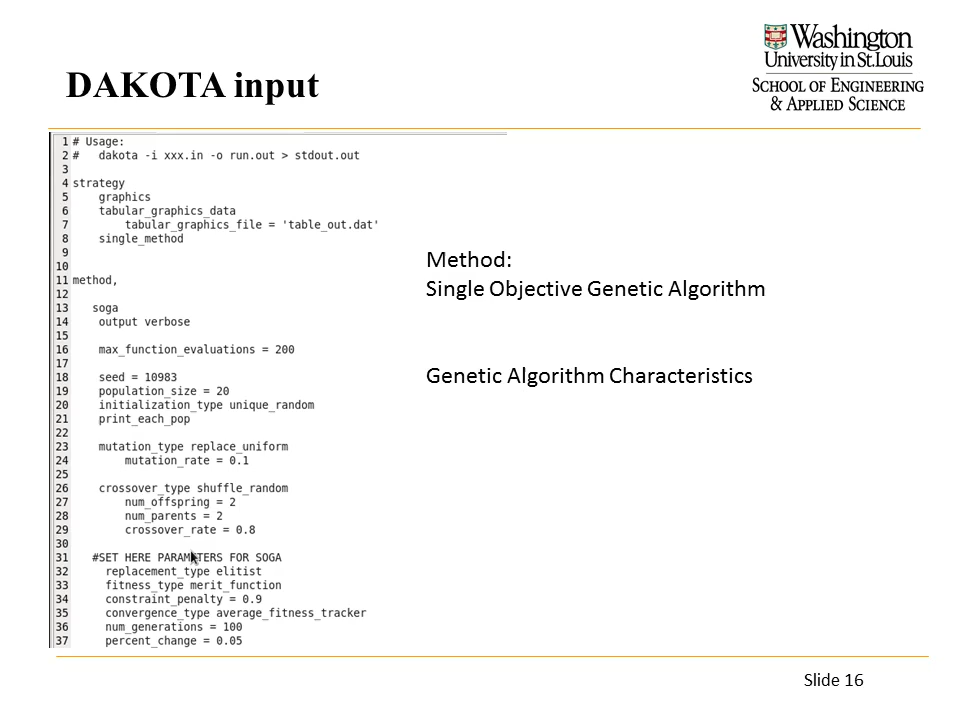 Washington
University in St. Louis
SCHOOL OF ENGINEERING
& APPLIED SCIENCE
DAKOTA input
1 # Usage:
2 #   dakota -i xxx.in -o run.out > stdout.out
3
4 strategy
5     graphics
6     tabular_graphics_data
7         tabular_graphics_file = 'table_out.dat'
8     single_method
9
10
11 method,
12
13    soga
14     output verbose
15
16     max_function_evaluations = 200
17
18     seed = 10983
19     population_size = 20
20     initialization_type unique_random
21     print_each_pop
22
23     mutation_type replace_uniform
24         mutation_rate = 0.1
25
26     crossover_type shuffle_random
27         num_offspring = 2
28         num_parents = 2
29         crossover_rate = 0.8
30
31    #SET HERE PARAMETERS FOR SOGA
32      replacement_type elitist
33      fitness_type merit_function
34      constraint_penalty = 0.9
35      convergence_type average_fitness_tracker
36      num_generations = 100
37      percent_change = 0.05
Method:
Single Objective Genetic Algorithm
Genetic Algorithm Characteristics
Slide 16